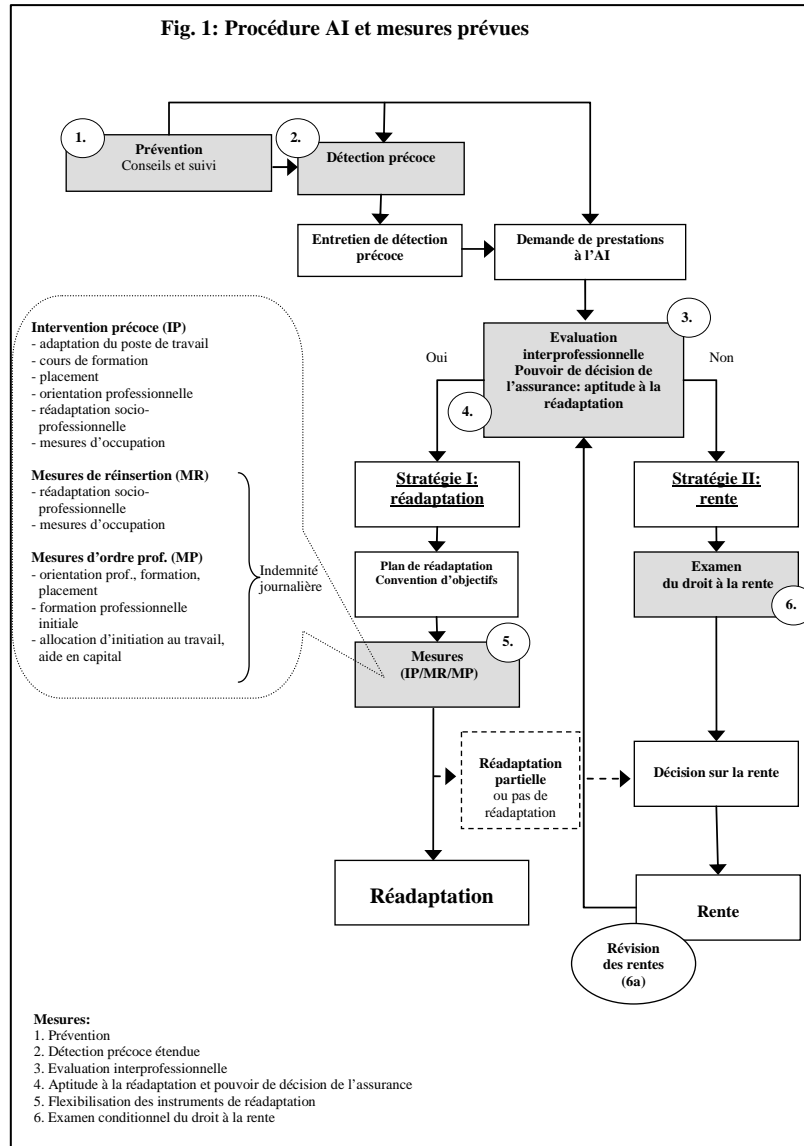 Fig. 1: Procédure AI et mesures prévues
1.
Prévention
Conseils et suivi
2.
Détection précoce
Entretien de détection
précoce
Demande de prestations
à l'AI
3.
Evaluation
interprofessionnelle
Pouvoir de décision de
l'assurance: aptitude à la
réadaptation
Oui
Non
4.
Intervention précoce (IP)
- adaptation du poste de travail
- cours de formation
- placement
- orientation professionnelle
- réadaptation socio-
professionnelle
- mesures d'occupation
Mesures de réinsertion (MR)
- réadaptation socio-
professionnelle
- mesures d'occupation
Mesures d'ordre prof. (MP)
- orientation prof., formation,
placement
- formation professionnelle
initiale
- allocation d'initiation au travail,
aide en capital
Indemnité
journalière
Stratégie I:
réadaptation
Stratégie II:
rente
Plan de réadaptation
Convention d'objectifs
Examen
du droit à la rente
6.
5.
Mesures
(IP/MR/MP)
Réadaptation
partielle
ou pas de
réadaptation
Décision sur la rente
Réadaptation
Rente
Révision
des rentes
(6a)
Mesures:
1. Prévention
2. Détection précoce étendue
3. Evaluation interprofessionnelle
4. Aptitude à la réadaptation et pouvoir de décision de l'assurance
5. Flexibilisation des instruments de réadaptation
6. Examen conditionnel du droit à la rente